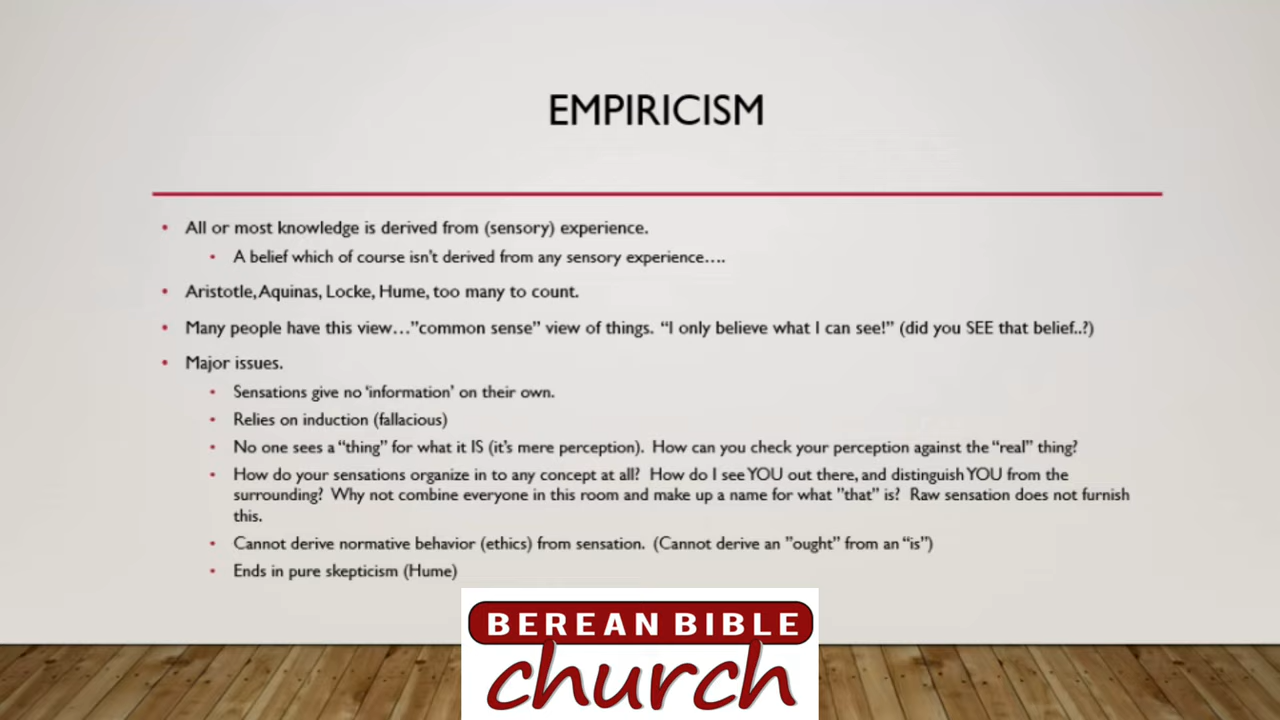 EMPIRICISM
• All or most knowledge is derived from (sensory) experience.
• A belief which of course isn't derived from any sensory experience….
• Aristotle, Aquinas, Locke, Hume, too many to count.
• Many people have this view…"common sense" view of things. "I only believe what I can see!" (did you SEE that belief..?)
• Major issues.
• Sensations give no 'information' on their own.
• Relies on induction (fallacious)
• No one sees a "thing" for what it IS (it's mere perception). How can you check your perception against the "real" thing?
• How do your sensations organize in to any concept at all? How do I see YOU out there, and distinguish YOU from the
surrounding? Why not combine everyone in this room and make up a name for what "that" is? Raw sensation does not furnish
this.
• Cannot derive normative behavior (ethics) from sensation. (Cannot derive an "ought" from an "is")
• Ends in pure skepticism (Hume)
BEREAN BIBLE
church